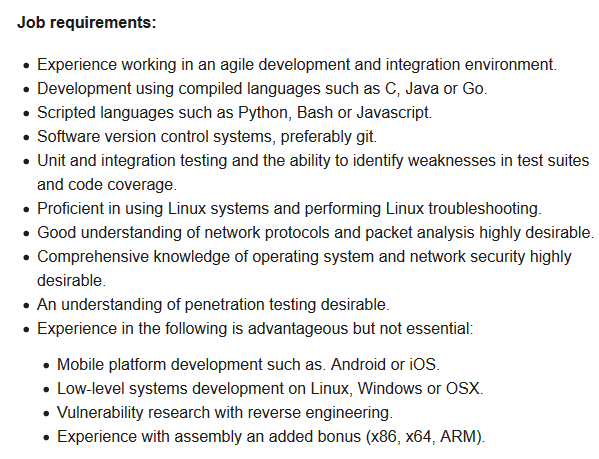 Job requirements:
• Experience working in an agile development and integration environment.
• Development using compiled languages such as C, Java or Go.
• Scripted languages such as Python, Bash or Javascript.
• Software version control systems, preferably git.
• Unit and integration testing and the ability to identify weaknesses in test suites
and code coverage.
• Proficient in using Linux systems and performing Linux troubleshooting.
• Good understanding of network protocols and packet analysis highly desirable.
• Comprehensive knowledge of operating system and network security highly
desirable.
• An understanding of penetration testing desirable.
• Experience in the following is advantageous but not essential:
• Mobile platform development such as. Android or iOS.
• Low-level systems development on Linux, Windows or OSX.
• Vulnerability research with reverse engineering.
• Experience with assembly an added bonus (x86, x64, ARM).